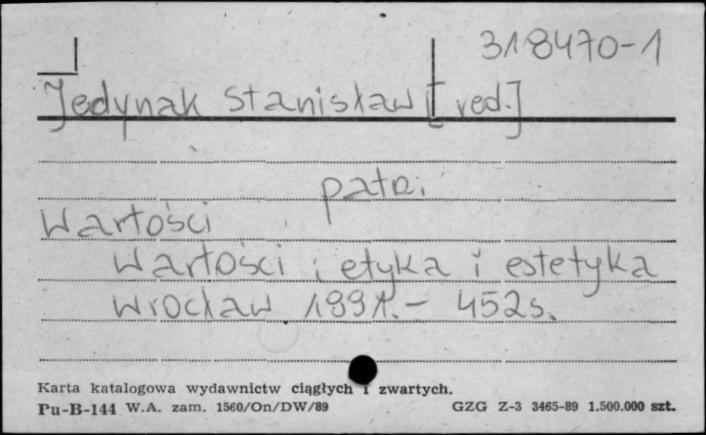 318470-1
Jedynak Stanisław [red.]
patrz:
Wartości
Wartości i etyka i estetyka
Wrocław 1991.- 452s.
Karta katalogowa wydawnictw ciągłych i zwartych.
Pu-B-144 W.A. zam. 1560/On/DW/89 GZG Z-3 3465-89 1.500.000 szt.